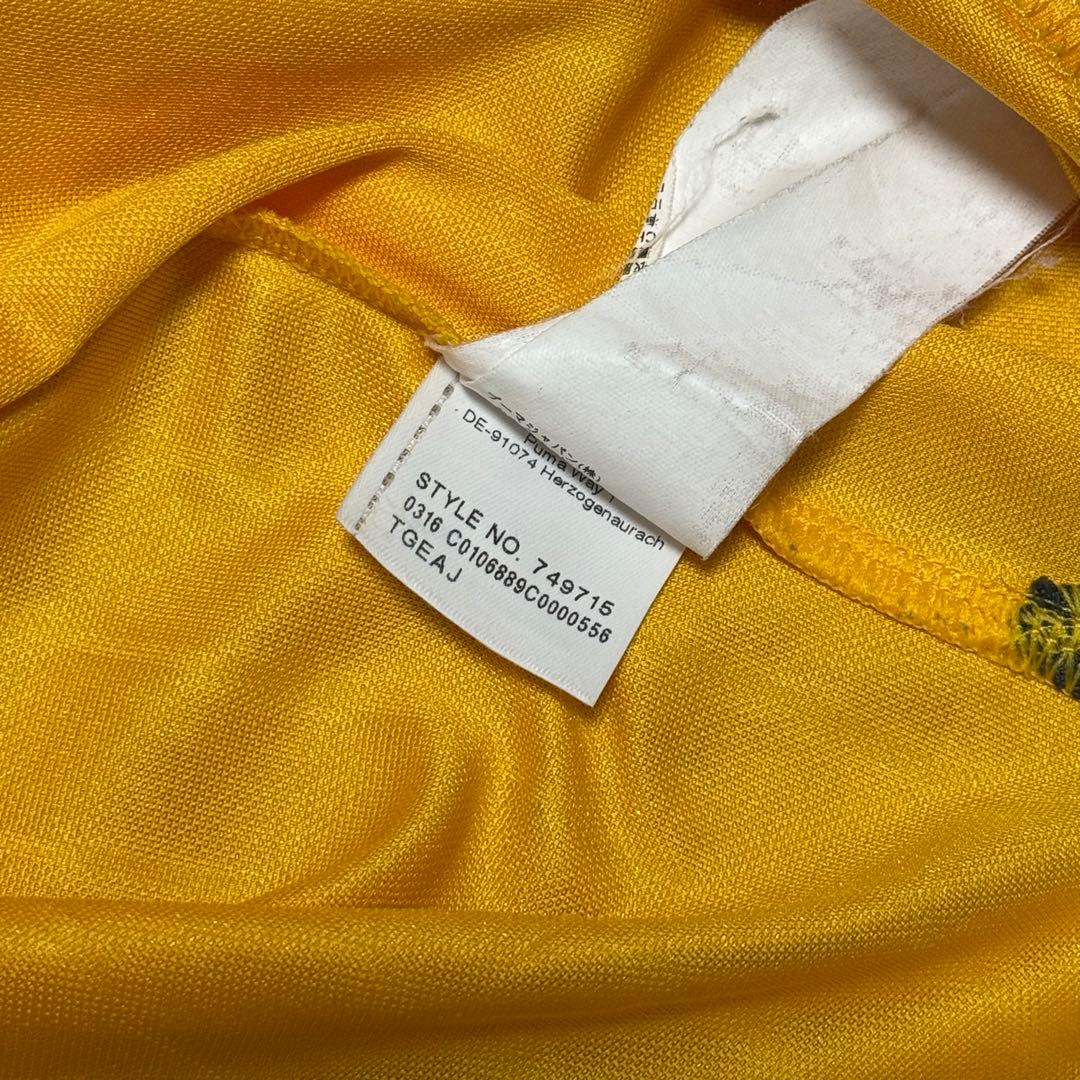 プーマジャパン(株)
Puma Way 1
DE-91074 Herzogenaurach
STYLE NO. 749715
0316 C0106889C0000556
TGEAJ